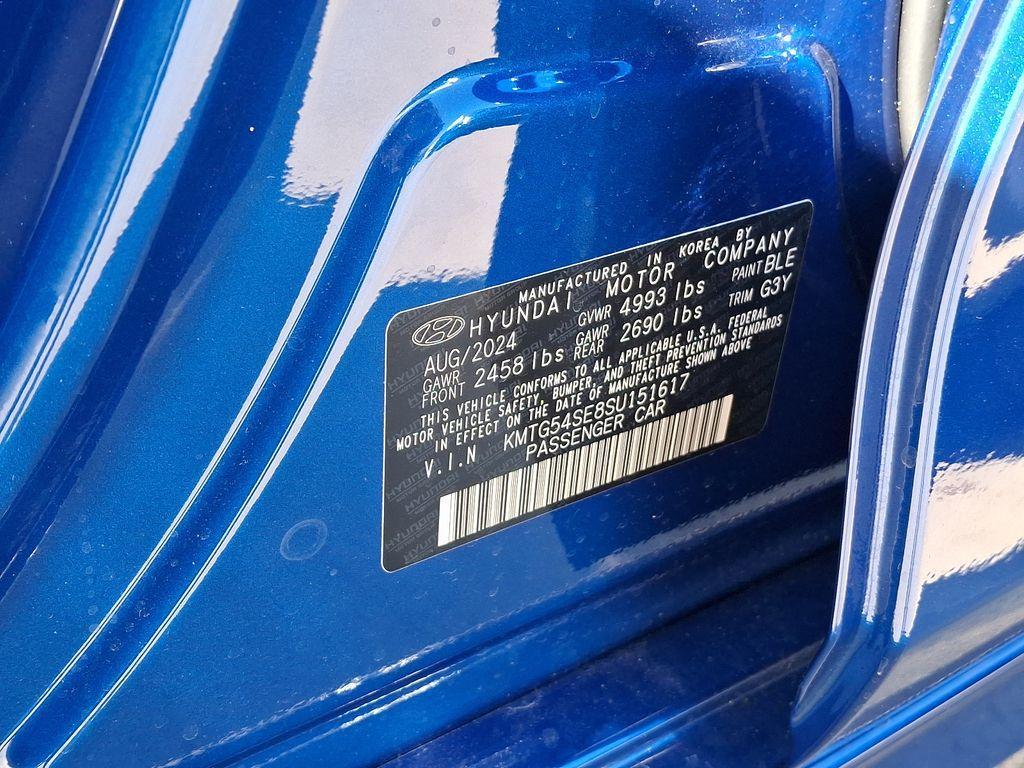 MANUFACTURED IN KOREA BY
HYUNDAI MOTOR COMPANY
AUG/2024 GVWR 4993 lbs PAINT BLE
GAWR FRONT 2458 lbs GAWR REAR 2690 lbs TRIM G3Y
THIS VEHICLE CONFORMS TO ALL APPLICABLE U.S.A. FEDERAL
MOTOR VEHICLE SAFETY, BUMPER, AND THEFT PREVENTION STANDARDS
IN EFFECT ON THE DATE OF MANUFACTURE SHOWN ABOVE
V.I.N KMTG54SE8SU151617
PASSENGER CAR